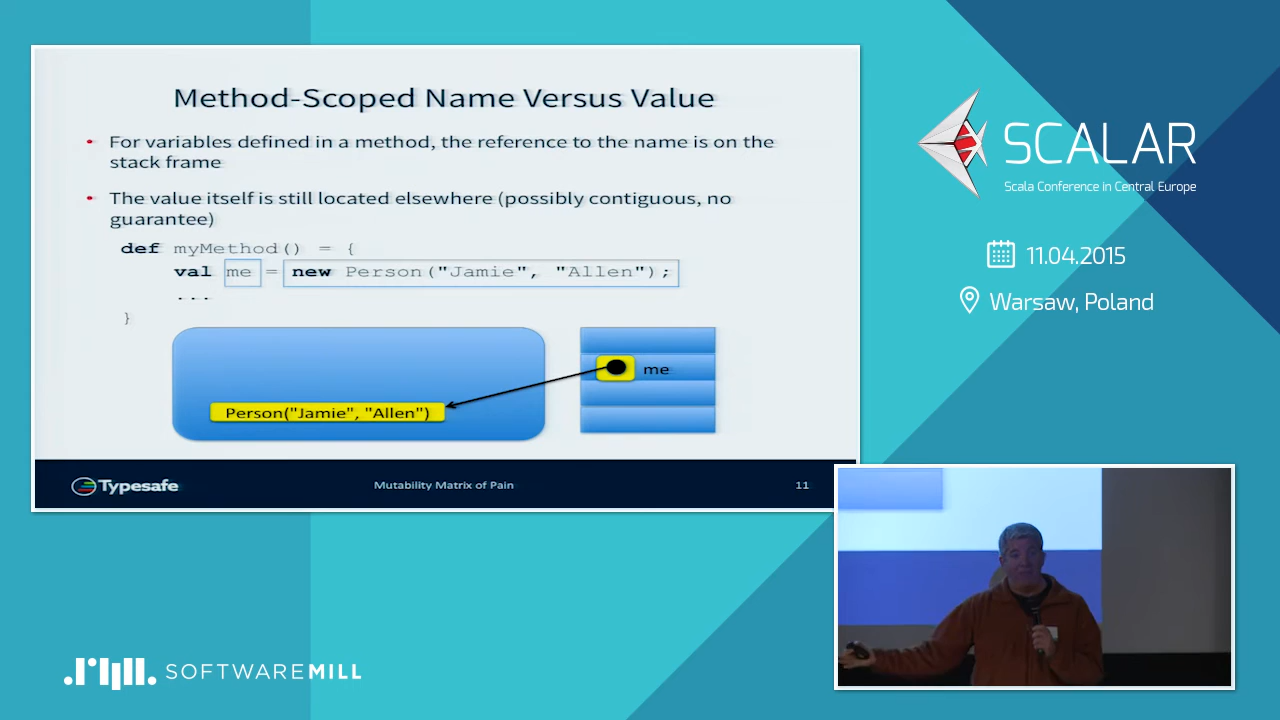 Method-Scoped Name Versus Value
• For variables defined in a method, the reference to the name is on the
stack frame
• The value itself is still located elsewhere (possibly contiguous, no
guarantee)
def myMethod() = {
val me = new Person("Jamie", "Allen");
...
}
me
Person("Jamie", "Allen")
Typesafe
Mutability Matrix of Pain
11
SCALAR
Scala Conference in Central Europe
11.04.2015
Warsaw, Poland
SOFTWAREMILL